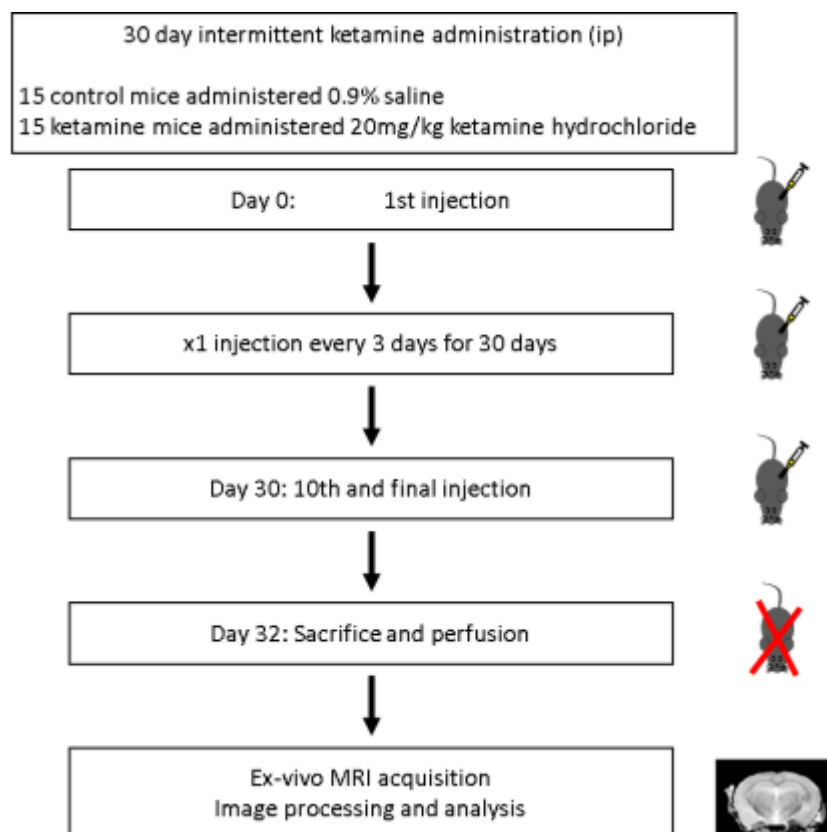 30 day intermittent ketamine administration (ip)
15 control mice administered 0.9% saline
15 ketamine mice administered 20mg/kg ketamine hydrochloride
Day 0: 1st injection
x1 injection every 3 days for 30 days
Day 30: 10th and final injection
Day 32: Sacrifice and perfusion
Ex-vivo MRI acquisition
Image processing and analysis